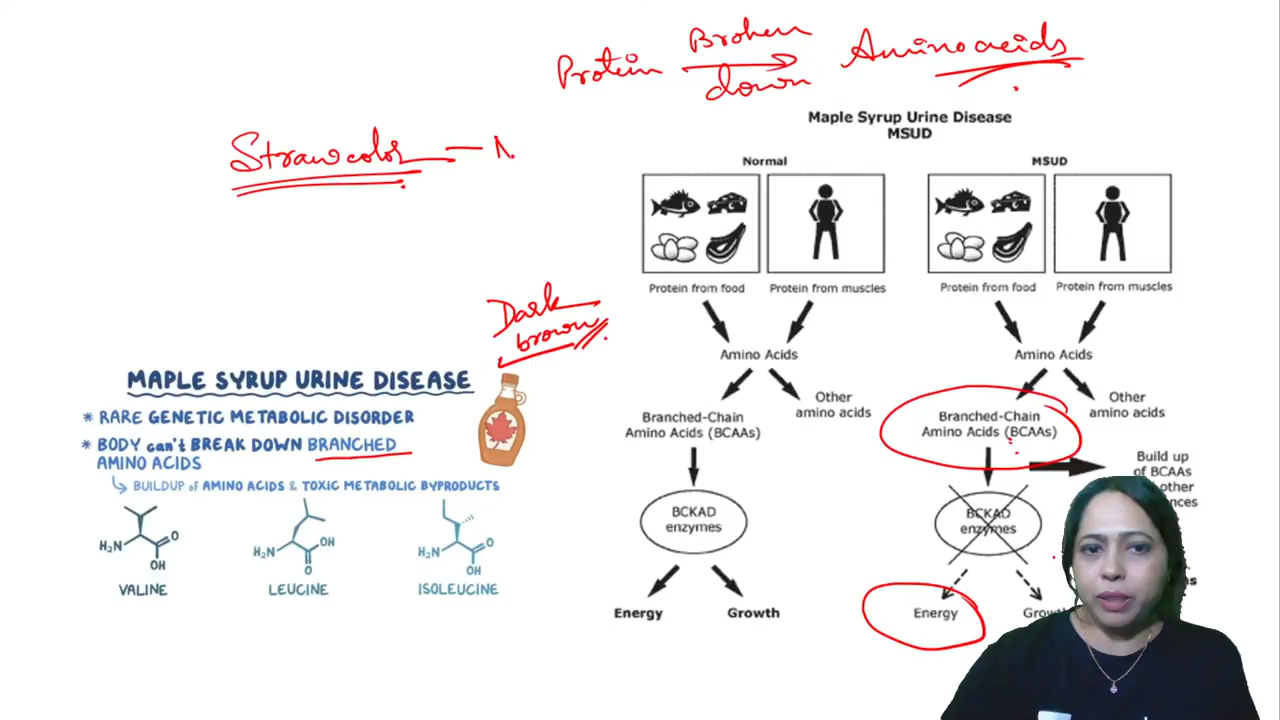 Protein Broken down Aminoacids
Straw color — N
Dark
brown
MAPLE SYRUP URINE DISEASE
* RARE GENETIC METABOLIC DISORDER
* BODY can't BREAK DOWN BRANCHED
AMINO ACIDS
BUILDUP of AMINO ACIDS & TOXIC METABOLIC BYPRODUCTS
H₂N O OH
H₂N OH O
H₂N O OH
VALINE LEUCINE ISOLEUCINE
Maple Syrup Urine Disease
MSUD
Normal
Protein from food Protein from muscles
Amino Acids
Branched-Chain
Amino Acids (BCAAs)
Other
amino acids
BCKAD
enzymes
Energy Growth
MSUD
Protein from food Protein from muscles
Amino Acids
Branched-Chain
Amino Acids (BCAAs)
Other
amino acids
Build up
of BCAAs
other
BCKAD
enzymes
Energy